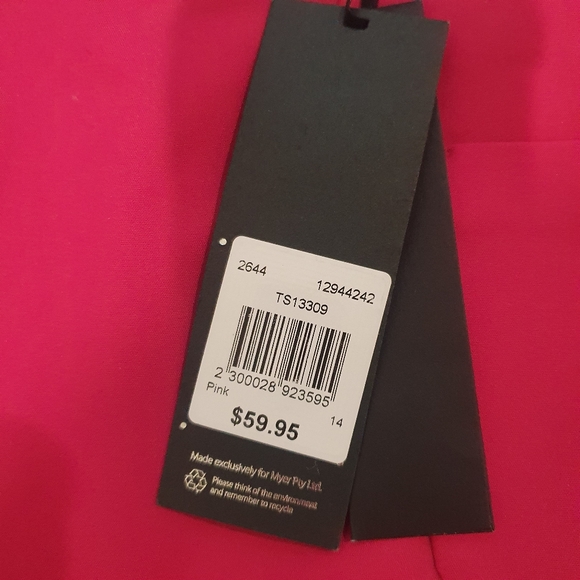 2644 12944242
TS13309
2 300028 923595
Pink 14
$59.95
Made exclusively for Myer Pty Ltd.
Please think of the environment
and remember to recycle